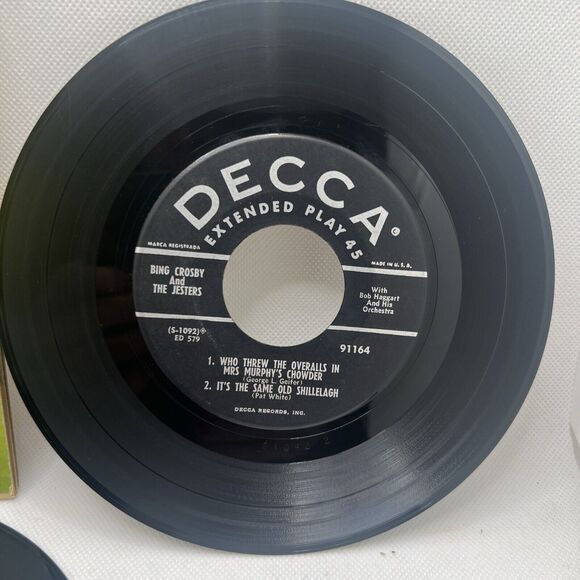 DECCA ©
EXTENDED PLAY 45
MARCA REGISTRADA
MADE IN U.S.A.
BING CROSBY
And
THE JESTERS
With
Bob Haggart
And His
Orchestra
(S-1092)
ED 579
91164
1. WHO THREW THE OVERALLS IN
MRS MURPHY'S CHOWDER
(George L. Geifer)
2. IT'S THE SAME OLD SHILLELAGH
(Pat White)
DECCA RECORDS, INC.